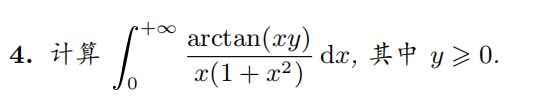 4. 计算 $\int_{0}^{+\infty} \frac{\arctan(xy)}{x(1+x^2)} \, \mathrm{d}x$, 其中 $y \geqslant 0$.